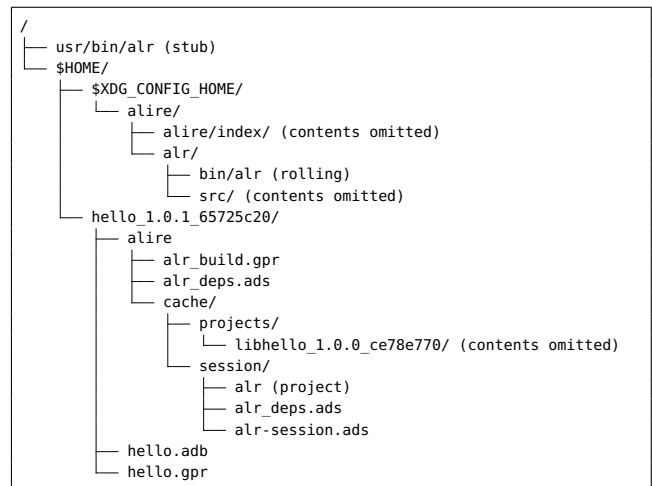 /
├── usr/bin/alr (stub)
└── $HOME/
    ├── $XDG_CONFIG_HOME/
    │   └── alire/
    │       ├── alire/index/ (contents omitted)
    │       └── alr/
    │           ├── bin/alr (rolling)
    │           └── src/ (contents omitted)
    └── hello_1.0.1_65725c20/
        ├── alire
        │   ├── alr_build.gpr
        │   ├── alr_deps.ads
        │   └── cache/
        │       ├── projects/
        │       │   └── libhello_1.0.0_ce78e770/ (contents omitted)
        │       └── session/
        │           ├── alr (project)
        │           ├── alr_deps.ads
        │           └── alr-session.ads
        ├── hello.adb
        └── hello.gpr